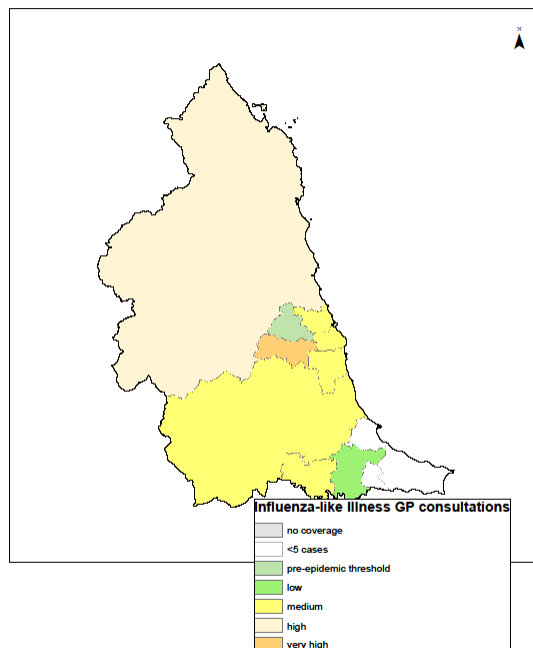 N
Influenza-like Illness GP consultations
no coverage
<5 cases
pre-epidemic threshold
low
medium
high
very high